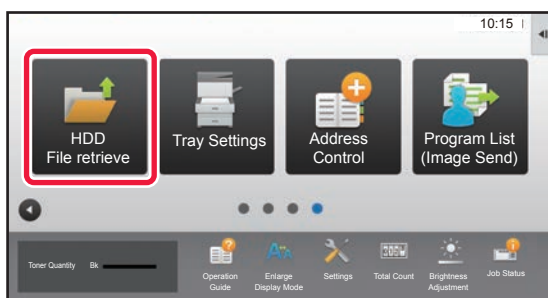 10:15
HDD
File retrieve
Tray Settings
Address
Control
Program List
(Image Send)
Toner Quantity Bk
Operation
Guide
Enlarge
Display Mode
Settings
Total Count
Brightness
Adjustment
Job Status